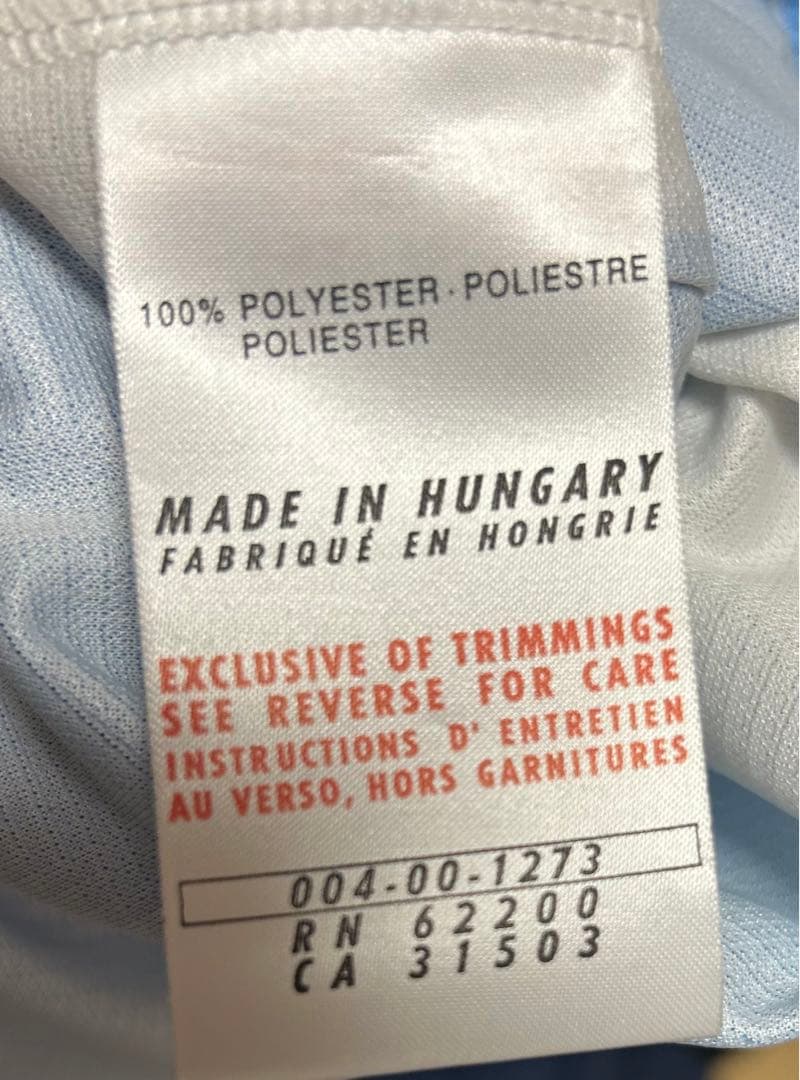 100% POLYESTER · POLIESTRE
POLIESTER
MADE IN HUNGARY
FABRIQUÉ EN HONGRIE
EXCLUSIVE OF TRIMMINGS
SEE REVERSE FOR CARE
INSTRUCTIONS D' ENTRETIEN
AU VERSO, HORS GARNITURES
004-00-1273
RN 62200
CA 31503